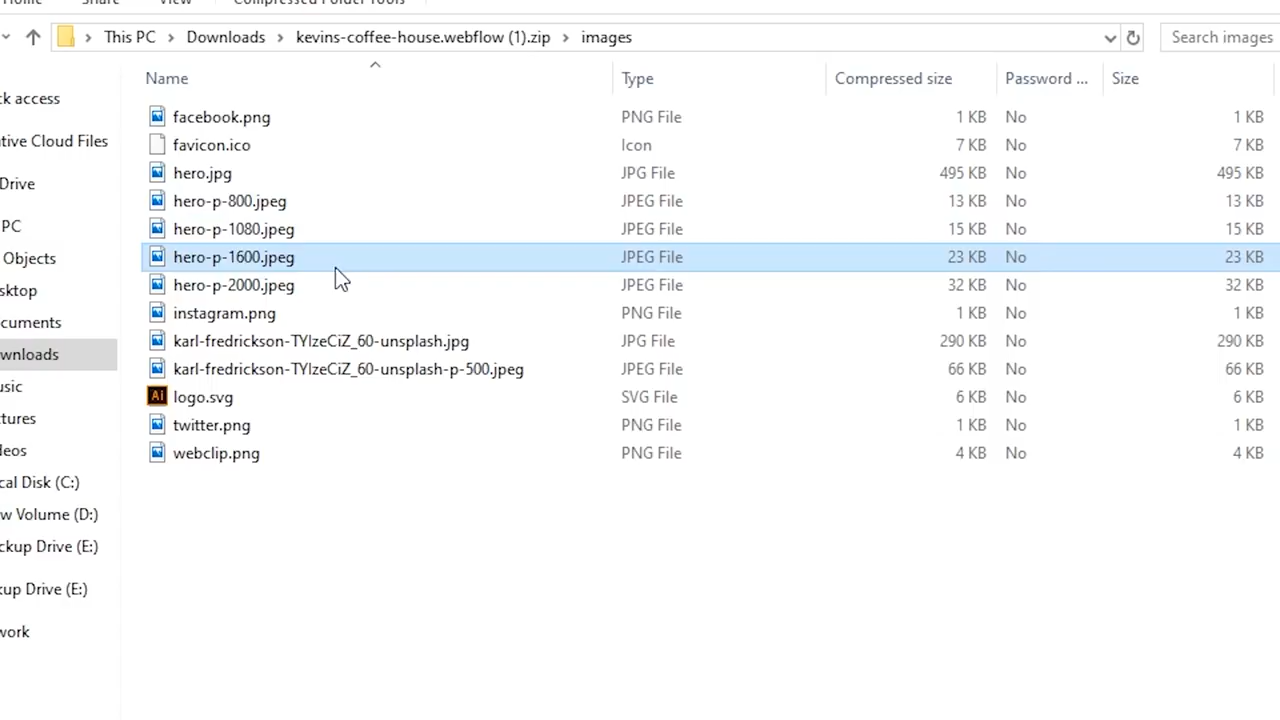 Home Share View Compressed Folder Tools
This PC > Downloads > kevins-coffee-house.webflow (1).zip > images Search images
Name Type Compressed size Password ... Size
ck access
ative Cloud Files
Drive
PC
Objects
sktop
cuments
wnloads
usic
tures
deos
cal Disk (C:)
w Volume (D:)
ckup Drive (E:)
kup Drive (E:)
work
facebook.png PNG File 1 KB No 1 KB
favicon.ico Icon 7 KB No 7 KB
hero.jpg JPG File 495 KB No 495 KB
hero-p-800.jpeg JPEG File 13 KB No 13 KB
hero-p-1080.jpeg JPEG File 15 KB No 15 KB
hero-p-1600.jpeg JPEG File 23 KB No 23 KB
hero-p-2000.jpeg JPEG File 32 KB No 32 KB
instagram.png PNG File 1 KB No 1 KB
karl-fredrickson-TYIzeCiZ_60-unsplash.jpg JPG File 290 KB No 290 KB
karl-fredrickson-TYIzeCiZ_60-unsplash-p-500.jpeg JPEG File 66 KB No 66 KB
Ai logo.svg SVG File 6 KB No 6 KB
twitter.png PNG File 1 KB No 1 KB
webclip.png PNG File 4 KB No 4 KB